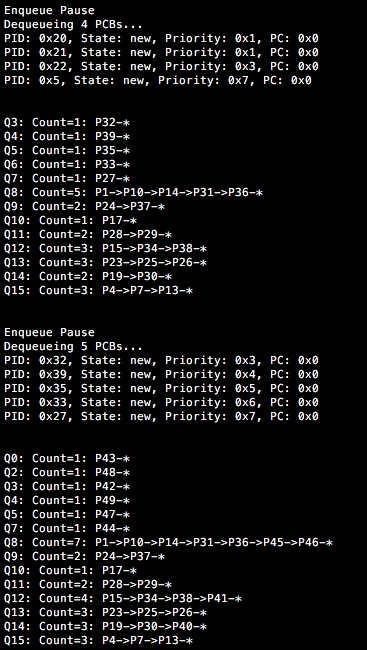 Enqueue Pause
Dequeueing 4 PCBs...
PID: 0x20, State: new, Priority: 0x1, PC: 0x0
PID: 0x21, State: new, Priority: 0x1, PC: 0x0
PID: 0x22, State: new, Priority: 0x3, PC: 0x0
PID: 0x5, State: new, Priority: 0x7, PC: 0x0
Q3: Count=1: P32-*
Q4: Count=1: P39-*
Q5: Count=1: P35-*
Q6: Count=1: P33-*
Q7: Count=1: P27-*
Q8: Count=5: P1->P10->P14->P31->P36-*
Q9: Count=2: P24->P37-*
Q10: Count=1: P17-*
Q11: Count=2: P28->P29-*
Q12: Count=3: P15->P34->P38-*
Q13: Count=3: P23->P25->P26-*
Q14: Count=2: P19->P30-*
Q15: Count=3: P4->P7->P13-*
Enqueue Pause
Dequeueing 5 PCBs...
PID: 0x32, State: new, Priority: 0x3, PC: 0x0
PID: 0x39, State: new, Priority: 0x4, PC: 0x0
PID: 0x35, State: new, Priority: 0x5, PC: 0x0
PID: 0x33, State: new, Priority: 0x6, PC: 0x0
PID: 0x27, State: new, Priority: 0x7, PC: 0x0
Q0: Count=1: P43-*
Q2: Count=1: P48-*
Q3: Count=1: P42-*
Q4: Count=1: P49-*
Q5: Count=1: P47-*
Q7: Count=1: P44-*
Q8: Count=7: P1->P10->P14->P31->P36->P45->P46-*
Q9: Count=2: P24->P37-*
Q10: Count=1: P17-*
Q11: Count=2: P28->P29-*
Q12: Count=4: P15->P34->P38->P41-*
Q13: Count=3: P23->P25->P26-*
Q14: Count=3: P19->P30->P40-*
Q15: Count=3: P4->P7->P13-*